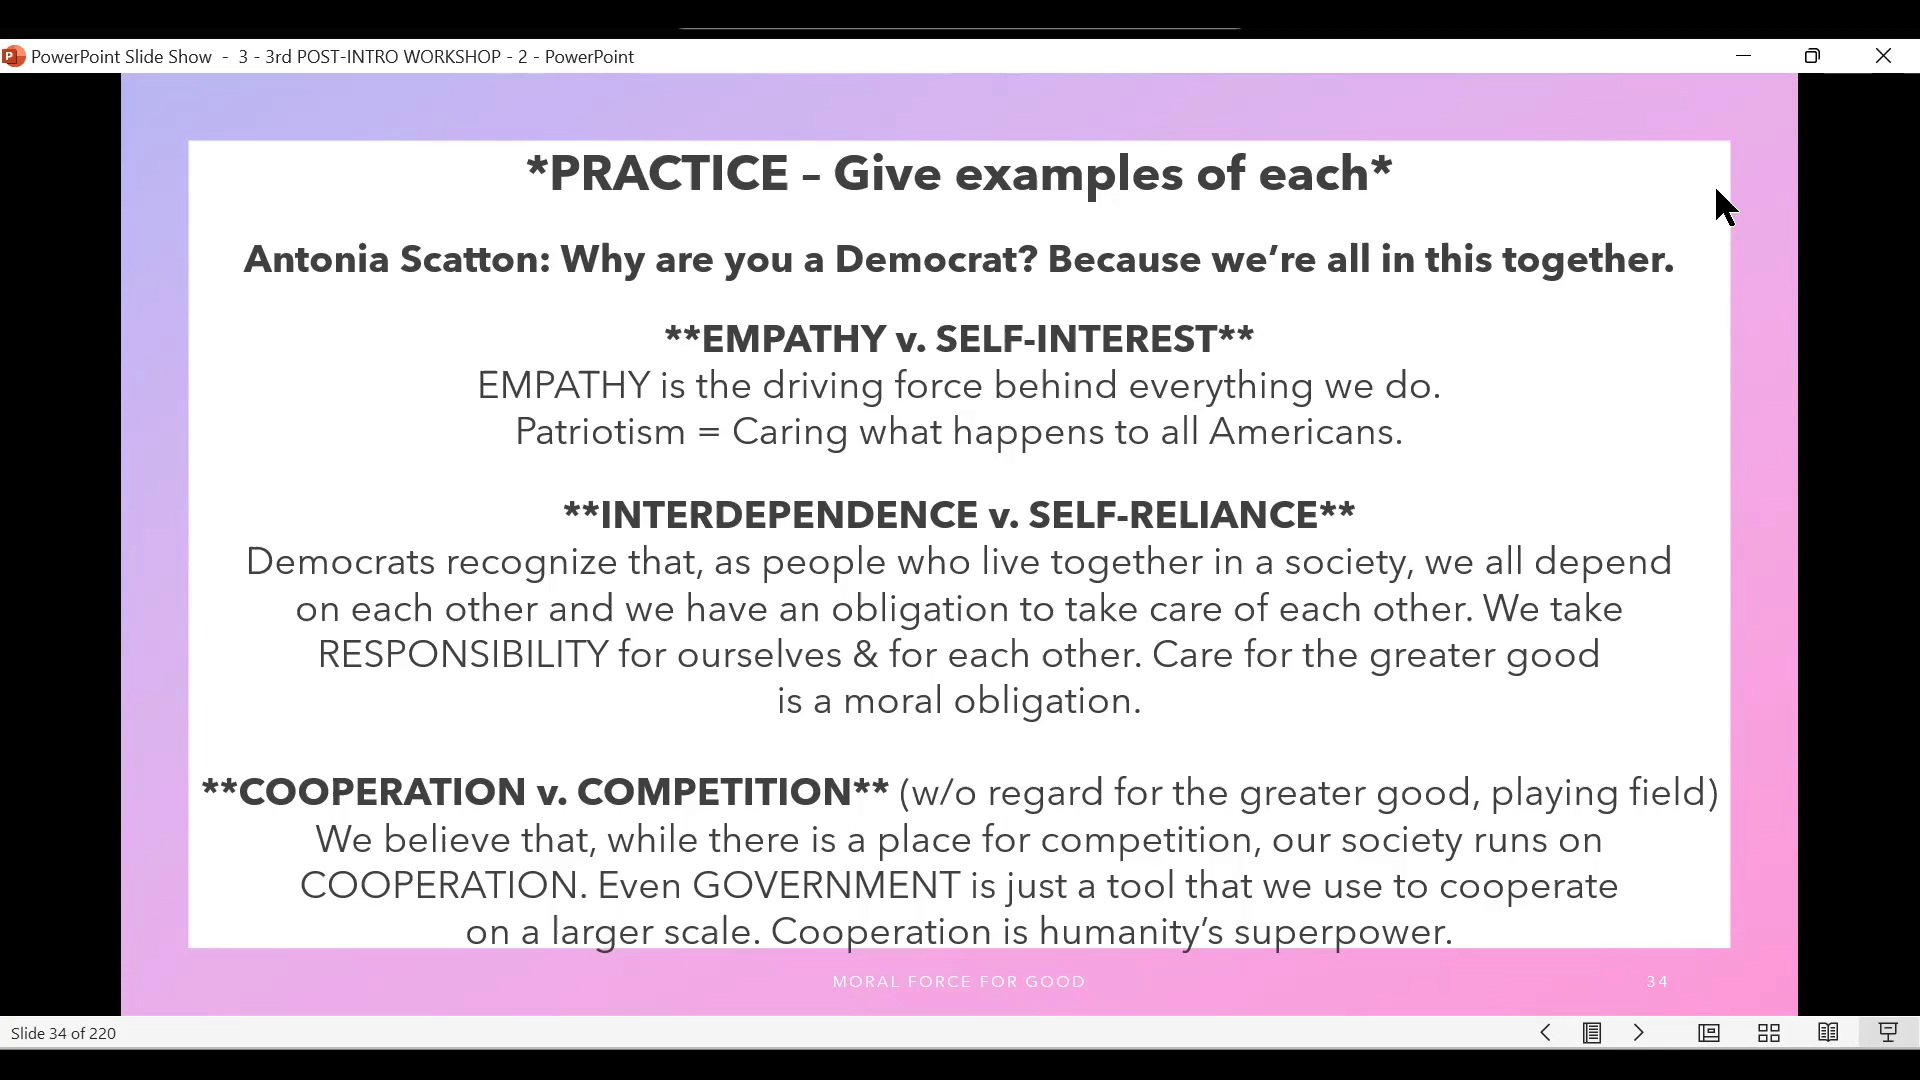 PowerPoint Slide Show - 3 - 3rd POST-INTRO WORKSHOP - 2 - PowerPoint
*PRACTICE – Give examples of each*
Antonia Scatton: Why are you a Democrat? Because we’re all in this together.
**EMPATHY v. SELF-INTEREST**
EMPATHY is the driving force behind everything we do.
Patriotism = Caring what happens to all Americans.
**INTERDEPENDENCE v. SELF-RELIANCE**
Democrats recognize that, as people who live together in a society, we all depend
on each other and we have an obligation to take care of each other. We take
RESPONSIBILITY for ourselves & for each other. Care for the greater good
is a moral obligation.
**COOPERATION v. COMPETITION** (w/o regard for the greater good, playing field)
We believe that, while there is a place for competition, our society runs on
COOPERATION. Even GOVERNMENT is just a tool that we use to cooperate
on a larger scale. Cooperation is humanity’s superpower.
MORAL FORCE FOR GOOD 34
Slide 34 of 220